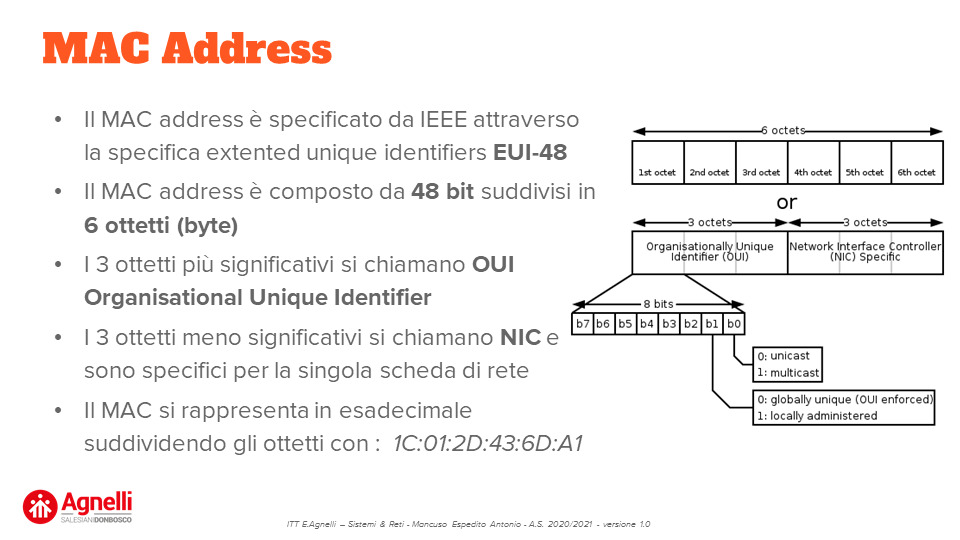 MAC Address
• Il MAC address è specificato da IEEE attraverso
la specifica extented unique identifiers EUI-48
• Il MAC address è composto da 48 bit suddivisi in
6 ottetti (byte)
• I 3 ottetti più significativi si chiamano OUI
Organisational Unique Identifier
• I 3 ottetti meno significativi si chiamano NIC e
sono specifici per la singola scheda di rete
• Il MAC si rappresenta in esadecimale
suddividendo gli ottetti con : 1C:01:2D:43:6D:A1
6 octets
1st octet 2nd octet 3rd octet 4th octet 5th octet 6th octet
or
3 octets 3 octets
Organisationally Unique
Identifier (OUI)
Network Interface Controller
(NIC) Specific
8 bits
b7 b6 b5 b4 b3 b2 b1 b0
0: unicast
1: multicast
0: globally unique (OUI enforced)
1: locally administered
Agnelli
SALESIANI DONBOSCO
ITT E.Agnelli – Sistemi & Reti - Mancuso Espedito Antonio - A.S. 2020/2021 - versione 1.0